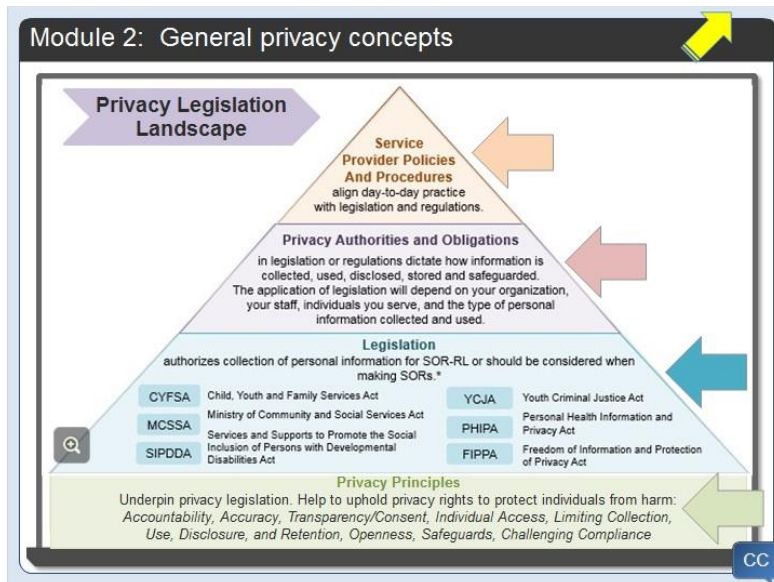 Module 2: General privacy concepts
Privacy Legislation
Landscape
Service
Provider Policies
And Procedures
align day-to-day practice
with legislation and regulations.
Privacy Authorities and Obligations
in legislation or regulations dictate how information is
collected, used, disclosed, stored and safeguarded.
The application of legislation will depend on your organization,
your staff, individuals you serve, and the type of personal
information collected and used.
Legislation
authorizes collection of personal information for SOR-RL or should be considered when
making SORs.*
CYFSA Child, Youth and Family Services Act
MCSSA Ministry of Community and Social Services Act
SIPDDA Services and Supports to Promote the Social
Inclusion of Persons with Developmental
Disabilities Act
YCJA Youth Criminal Justice Act
PHIPA Personal Health Information and
Privacy Act
FIPPA Freedom of Information and Protection
of Privacy Act
Privacy Principles
Underpin privacy legislation. Help to uphold privacy rights to protect individuals from harm:
Accountability, Accuracy, Transparency/Consent, Individual Access, Limiting Collection,
Use, Disclosure, and Retention, Openness, Safeguards, Challenging Compliance
CC